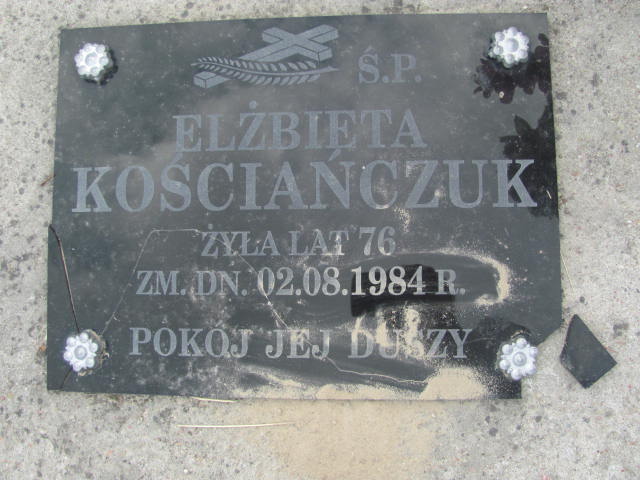 Ś.P.
ELŻBIETA
KOŚCIAŃCZUK
ŻYŁA LAT 76
ZM. DN. 02.08.1984 R.
POKÓJ JEJ DUSZY